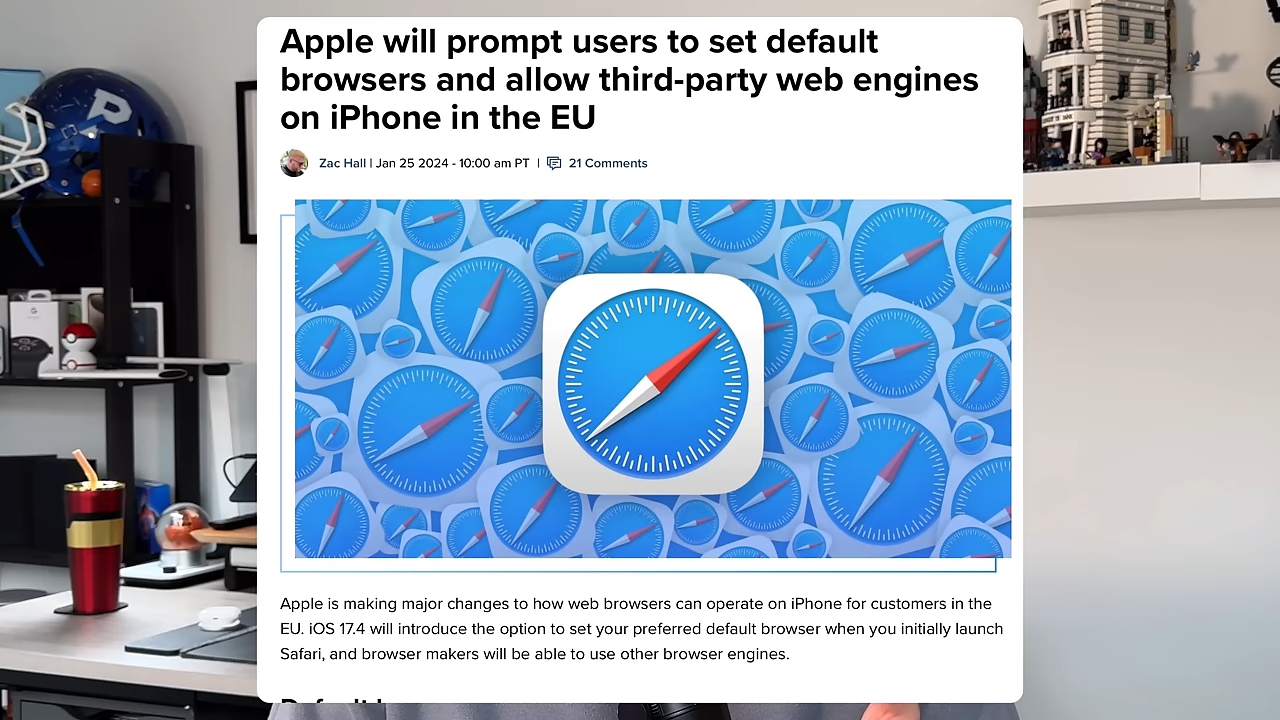 Apple will prompt users to set default
browsers and allow third-party web engines
on iPhone in the EU
Zac Hall | Jan 25 2024 - 10:00 am PT | 21 Comments
Apple is making major changes to how web browsers can operate on iPhone for customers in the
EU. iOS 17.4 will introduce the option to set your preferred default browser when you initially launch
Safari, and browser makers will be able to use other browser engines.